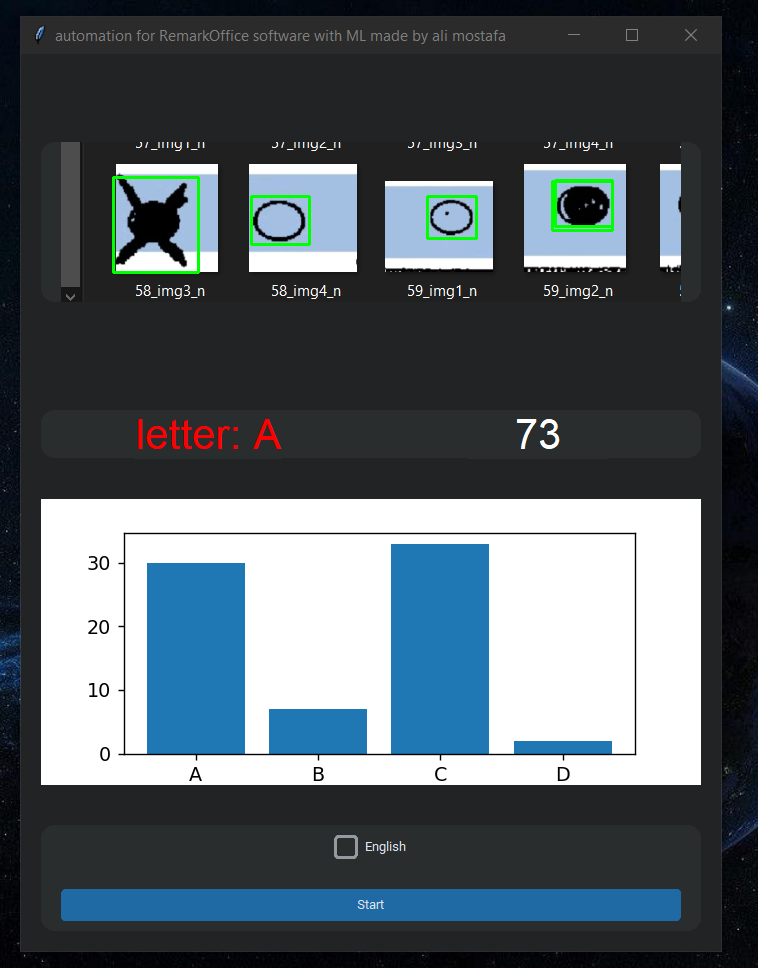 automation for RemarkOffice software with ML made by ali mostafa
57_img1_n 57_img2_n 57_img3_n 57_img4_n
58_img3_n 58_img4_n 59_img1_n 59_img2_n
letter: A 73
30
20
10
0
A B C D
English
Start